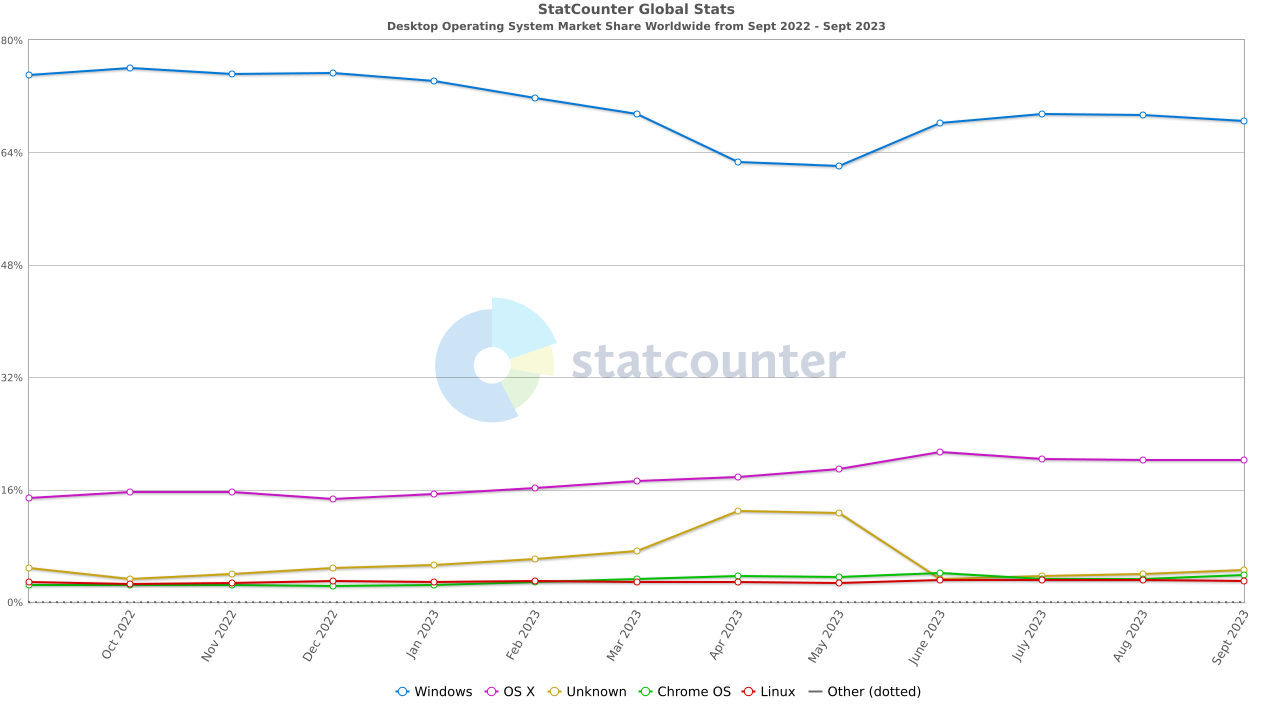 StatCounter Global Stats
Desktop Operating System Market Share Worldwide from Sept 2022 - Sept 2023
80%
64%
48%
32%
16%
0%
statcounter
Oct 2022
Nov 2022
Dec 2022
Jan 2023
Feb 2023
Mar 2023
Apr 2023
May 2023
June 2023
July 2023
Aug 2023
Sept 2023
Windows OS X Unknown Chrome OS Linux Other (dotted)